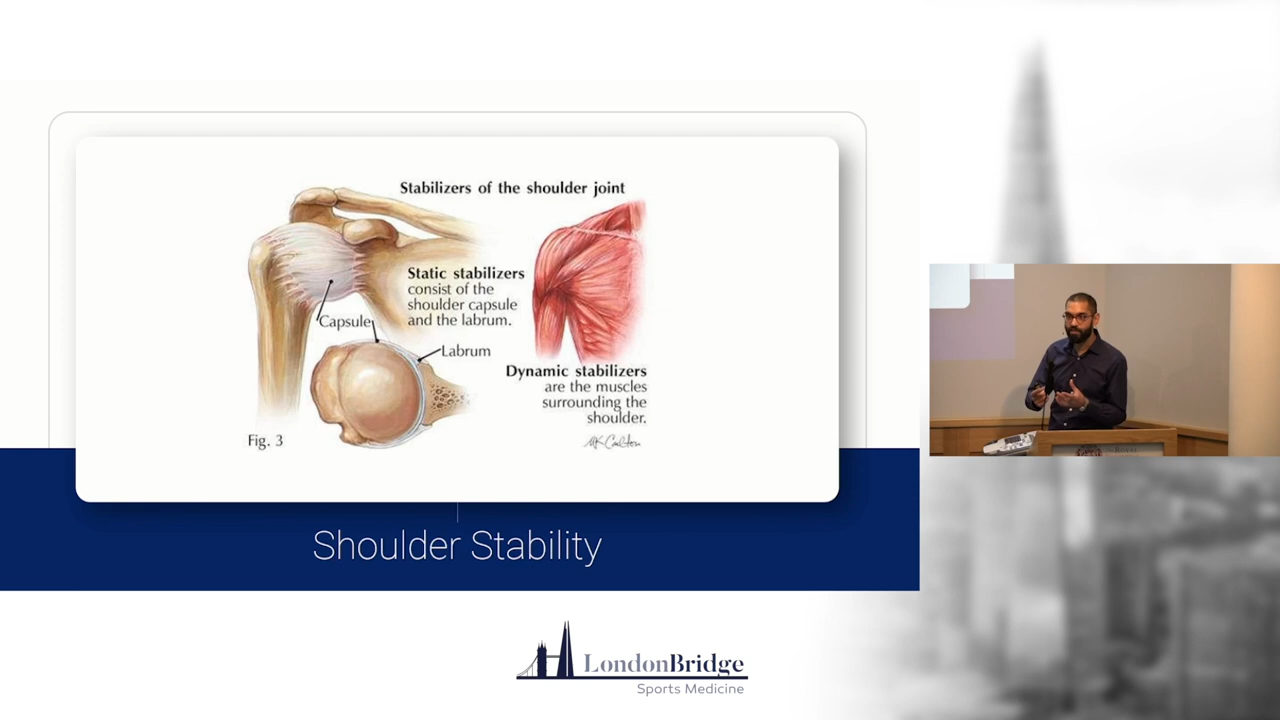 Stabilizers of the shoulder joint
Static stabilizers
consist of the
shoulder capsule
and the labrum.
Capsule
Labrum
Dynamic stabilizers
are the muscles
surrounding the
shoulder.
Fig. 3
Shoulder Stability
LondonBridge
Sports Medicine